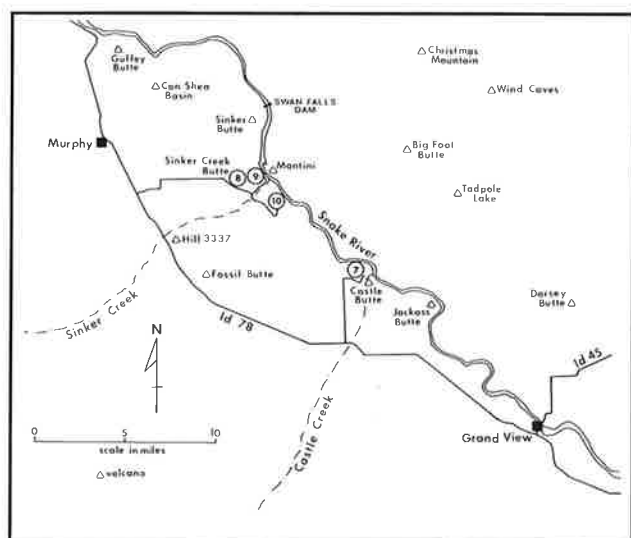 Guffey
Butte
Con Shea
Basin
Christmas
Mountain
Wind Caves
SWAN FALLS
DAM
Sinker
Butte
Murphy
Big Foot
Butte
Sinker Creek
Butte
8
9
Montini
10
Tadpole
Lake
Snake River
Hill 3337
Fossil Butte
7
Castle
Butte
Jackass
Butte
Dorsey
Butte
Sinker Creek
Id 78
Id 45
N
0
5
10
scale in miles
Grand View
Castle Creek
volcano